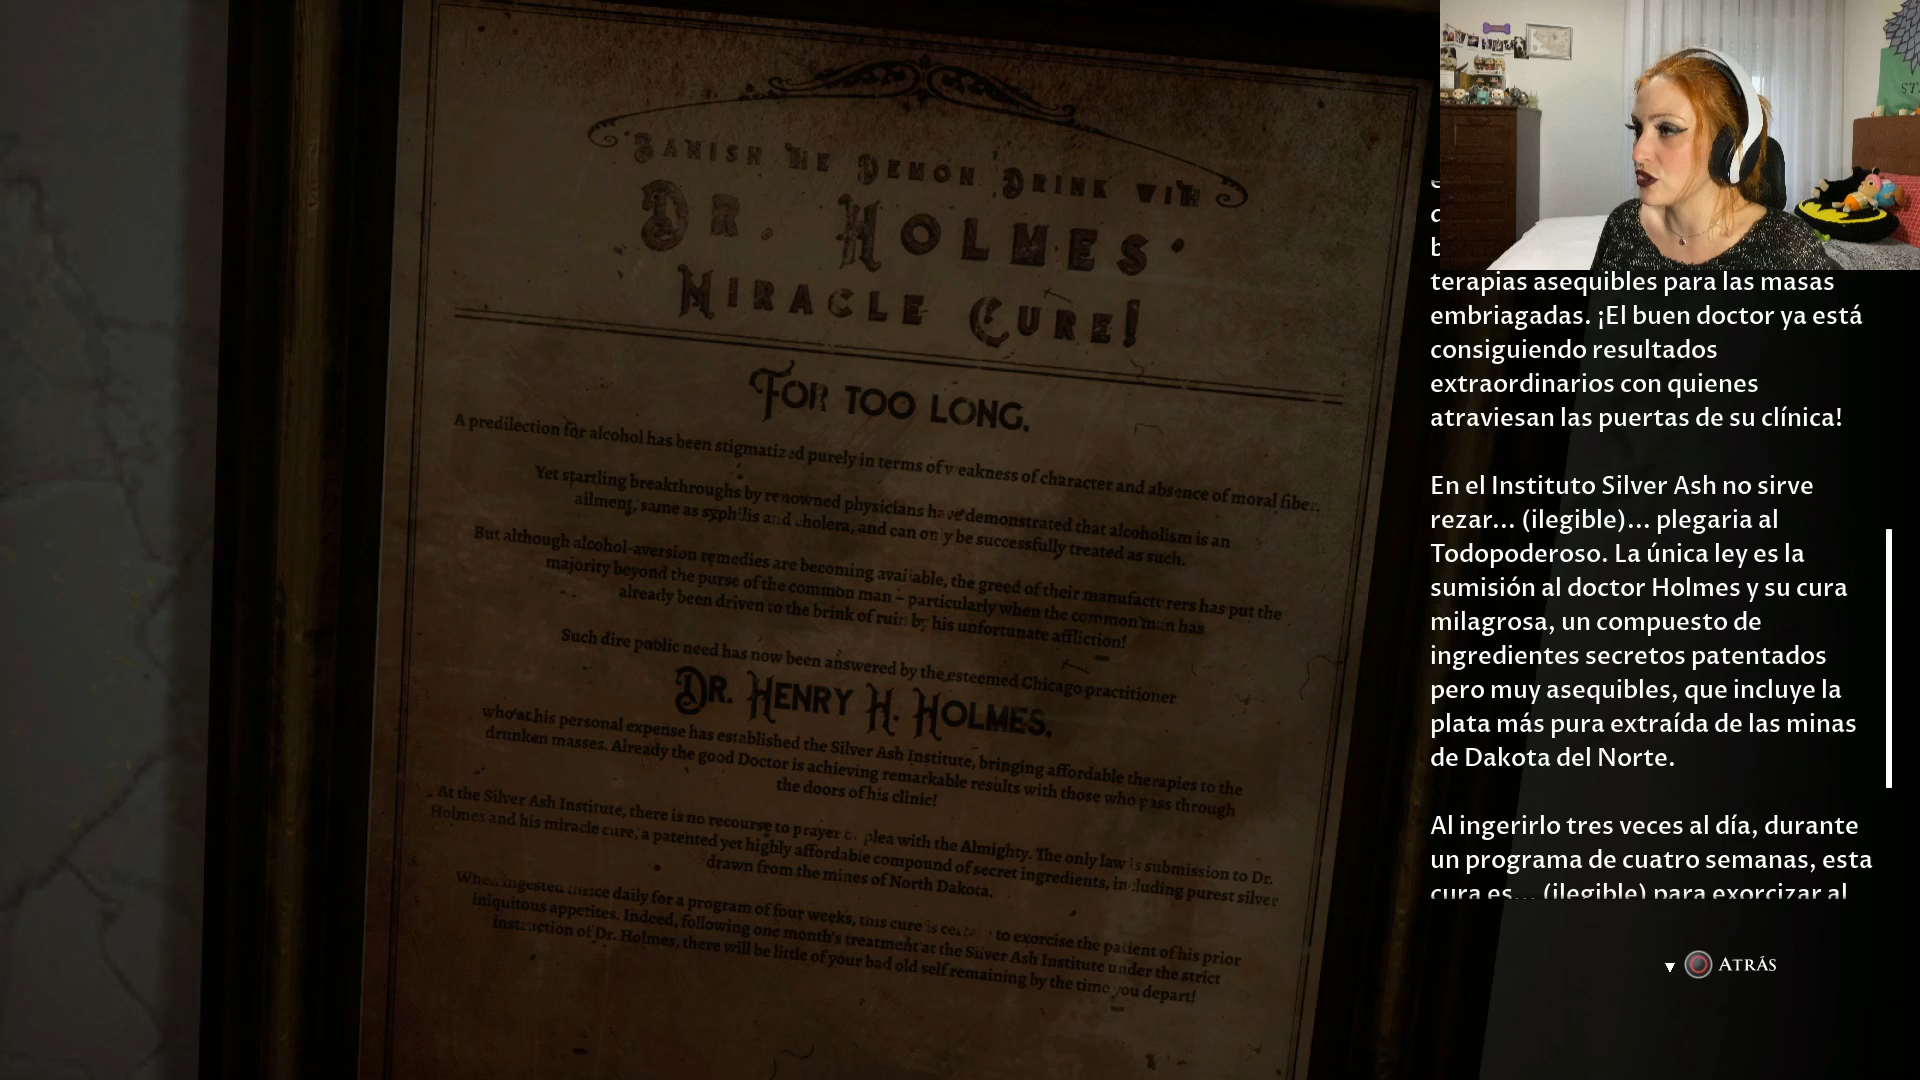 BANISH THE DEMON DRINK WITH
DR. HOLMES'
MIRACLE CURE!
FOR TOO LONG,
A predilection for alcohol has been stigmatized purely in terms of weakness of character and absence of moral fiber.
Yet startling breakthroughs by renowned physicians have demonstrated that alcoholism is an
ailment, same as syphilis and cholera, and can only be successfully treated as such.
But although alcohol-aversion remedies are becoming available, the greed of their manufacturers has put the
majority beyond the purse of the common man – particularly when the common man has
already been driven to the brink of ruin by his unfortunate affliction!
Such dire public need has now been answered by the esteemed Chicago practitioner
DR. HENRY H. HOLMES,
who at his personal expense has established the Silver Ash Institute, bringing affordable therapies to the
drunken masses. Already the good Doctor is achieving remarkable results with those who pass through
the doors of his clinic!
At the Silver Ash Institute, there is no recourse to prayer plea with the Almighty. The only law is submission to Dr.
Holmes and his miracle cure, a patented yet highly affordable compound of secret ingredients, including purest silver
drawn from the mines of North Dakota.
When ingested thrice daily for a program of four weeks, this cure is to exorcise the patient of his prior
iniquitous appetites. Indeed, following one month's treatment at the Silver Ash Institute under the strict
instruction of Dr. Holmes, there will be little of your bad old self remaining by the time you depart!
terapias asequibles para las masas
embriagadas. ¡El buen doctor ya está
consiguiendo resultados
extraordinarios con quienes
atraviesan las puertas de su clínica!
En el Instituto Silver Ash no sirve
rezar... (ilegible)... plegaria al
Todopoderoso. La única ley es la
sumisión al doctor Holmes y su cura
milagrosa, un compuesto de
ingredientes secretos patentados
pero muy asequibles, que incluye la
plata más pura extraída de las minas
de Dakota del Norte.
Al ingerirlo tres veces al día, durante
un programa de cuatro semanas, esta
cura es... (ilegible) para exorcizar al
ATRÁS